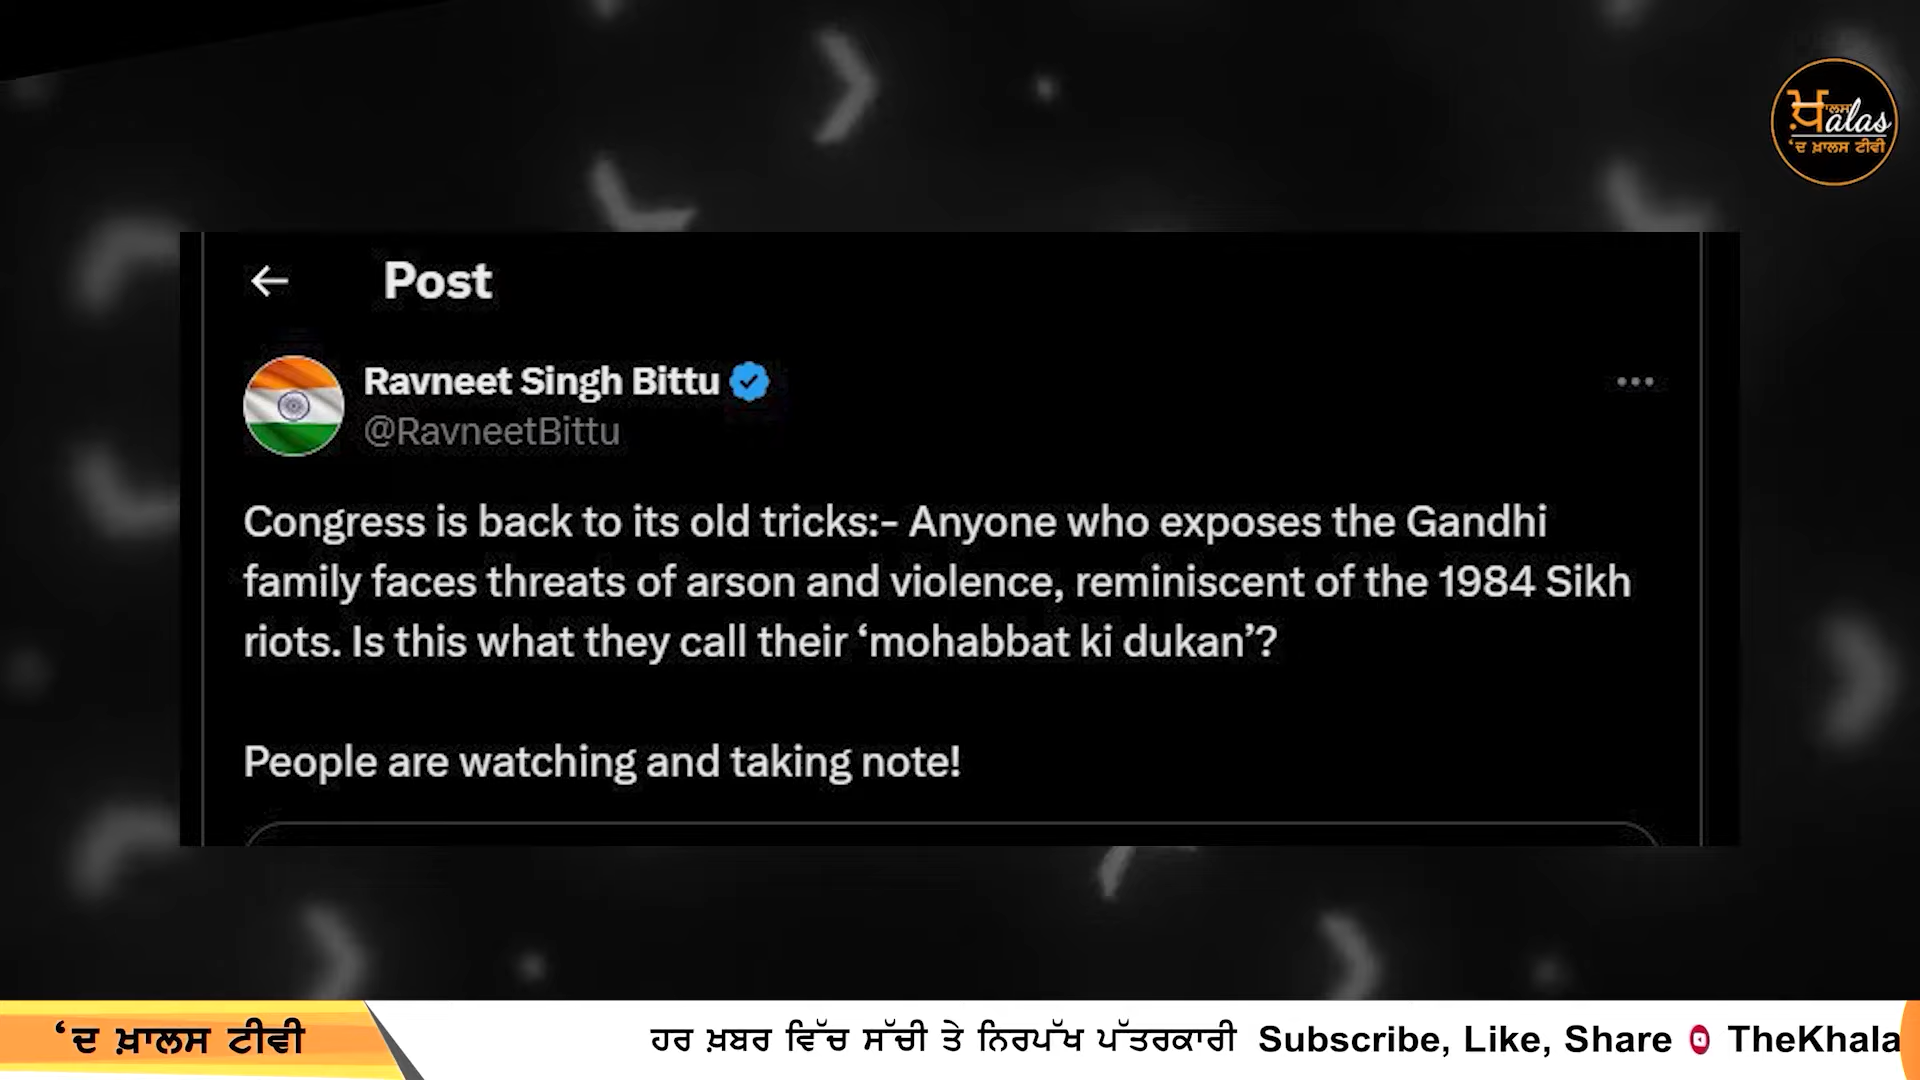 ਖ਼ਾਲਸ
alas
‘ਦ ਖ਼ਾਲਸ ਟੀਵੀ
Post
Ravneet Singh Bittu
@RavneetBittu
Congress is back to its old tricks:- Anyone who exposes the Gandhi
family faces threats of arson and violence, reminiscent of the 1984 Sikh
riots. Is this what they call their ‘mohabbat ki dukan’?
People are watching and taking note!
‘ਦ ਖ਼ਾਲਸ ਟੀਵੀ
ਹਰ ਖ਼ਬਰ ਵਿੱਚ ਸੱਚੀ ਤੇ ਨਿਰਪੱਖ ਪੱਤਰਕਾਰੀ Subscribe, Like, Share TheKhala